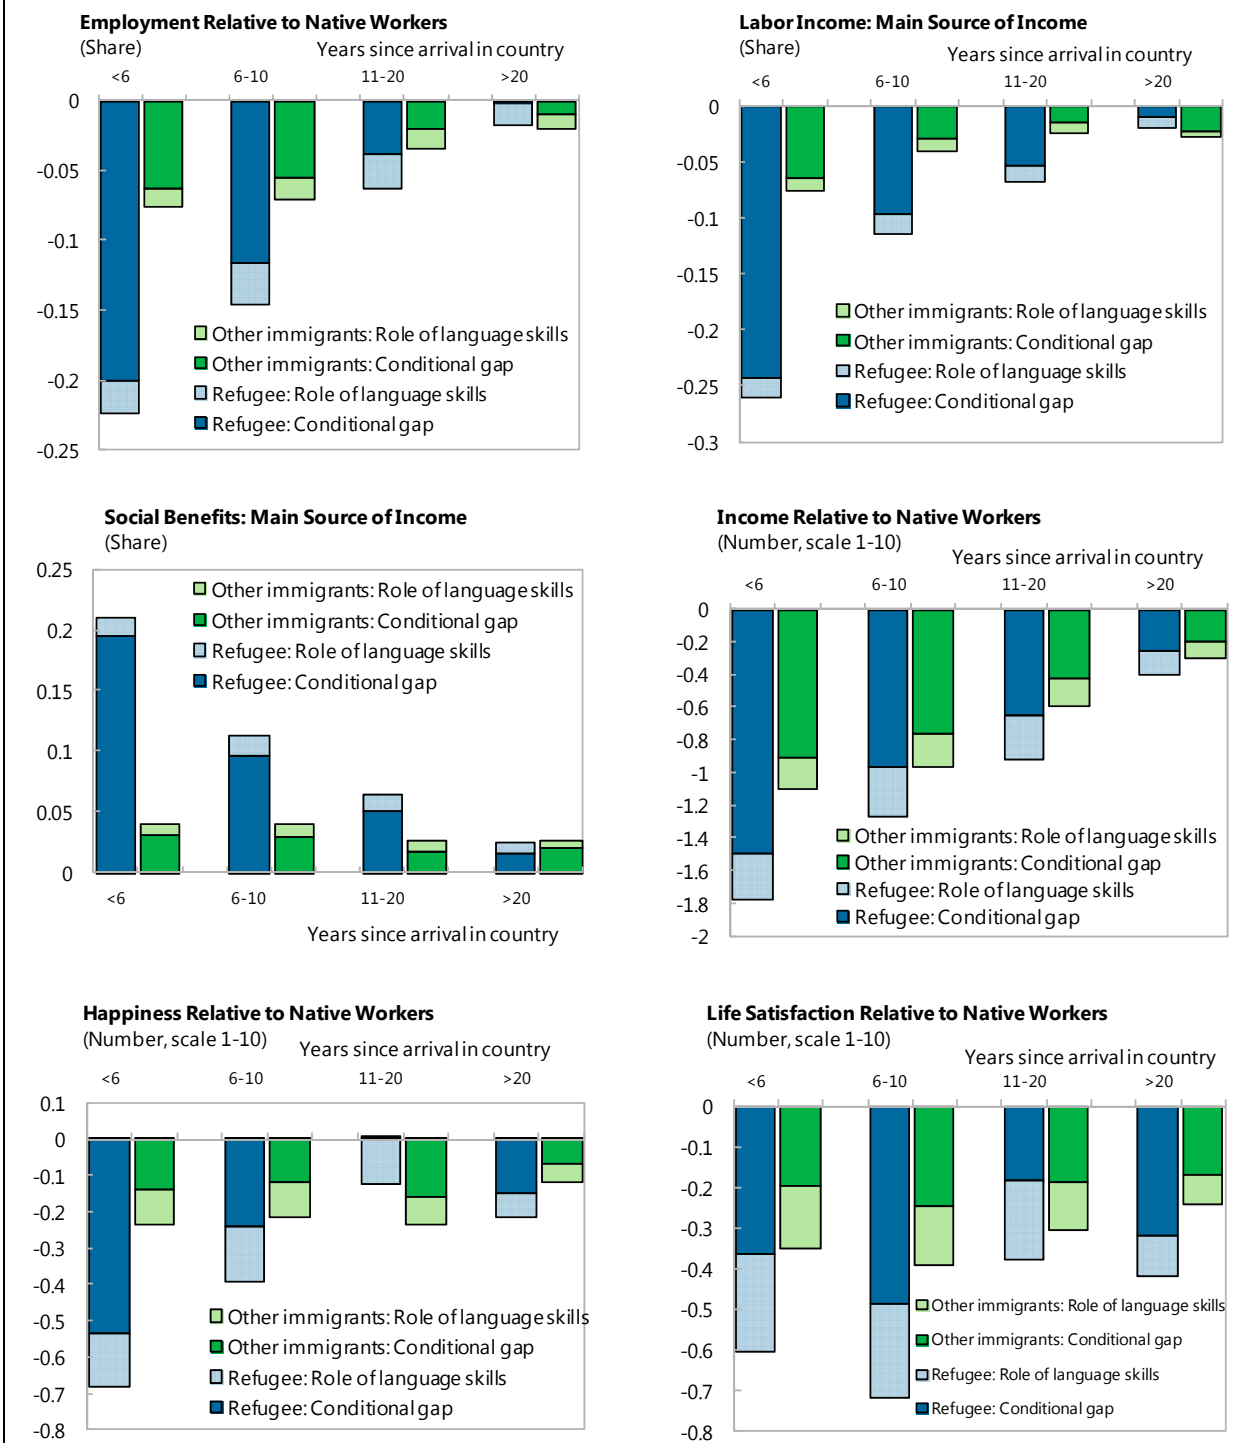 Employment Relative to Native Workers
(Share)
Years since arrival in country
<6 6-10 11-20 >20
0
-0.05
-0.1
-0.15
-0.2
-0.25
Other immigrants: Role of language skills
Other immigrants: Conditional gap
Refugee: Role of language skills
Refugee: Conditional gap
Labor Income: Main Source of Income
(Share)
Years since arrival in country
<6 6-10 11-20 >20
0
-0.05
-0.1
-0.15
-0.2
-0.25
-0.3
Other immigrants: Role of language skills
Other immigrants: Conditional gap
Refugee: Role of language skills
Refugee: Conditional gap
Social Benefits: Main Source of Income
(Share)
0.25
0.2
0.15
0.1
0.05
0
Other immigrants: Role of language skills
Other immigrants: Conditional gap
Refugee: Role of language skills
Refugee: Conditional gap
<6 6-10 11-20 >20
Years since arrival in country
Income Relative to Native Workers
(Number, scale 1-10)
Years since arrival in country
<6 6-10 11-20 >20
0
-0.2
-0.4
-0.6
-0.8
-1
-1.2
-1.4
-1.6
-1.8
-2
Other immigrants: Role of language skills
Other immigrants: Conditional gap
Refugee: Role of language skills
Refugee: Conditional gap
Happiness Relative to Native Workers
(Number, scale 1-10)
Years since arrival in country
<6 6-10 11-20 >20
0.1
0
-0.1
-0.2
-0.3
-0.4
-0.5
-0.6
-0.7
-0.8
Other immigrants: Role of language skills
Other immigrants: Conditional gap
Refugee: Role of language skills
Refugee: Conditional gap
Life Satisfaction Relative to Native Workers
(Number, scale 1-10)
Years since arrival in country
<6 6-10 11-20 >20
0
-0.1
-0.2
-0.3
-0.4
-0.5
-0.6
-0.7
-0.8
Other immigrants: Role of language skills
Other immigrants: Conditional gap
Refugee: Role of language skills
Refugee: Conditional gap